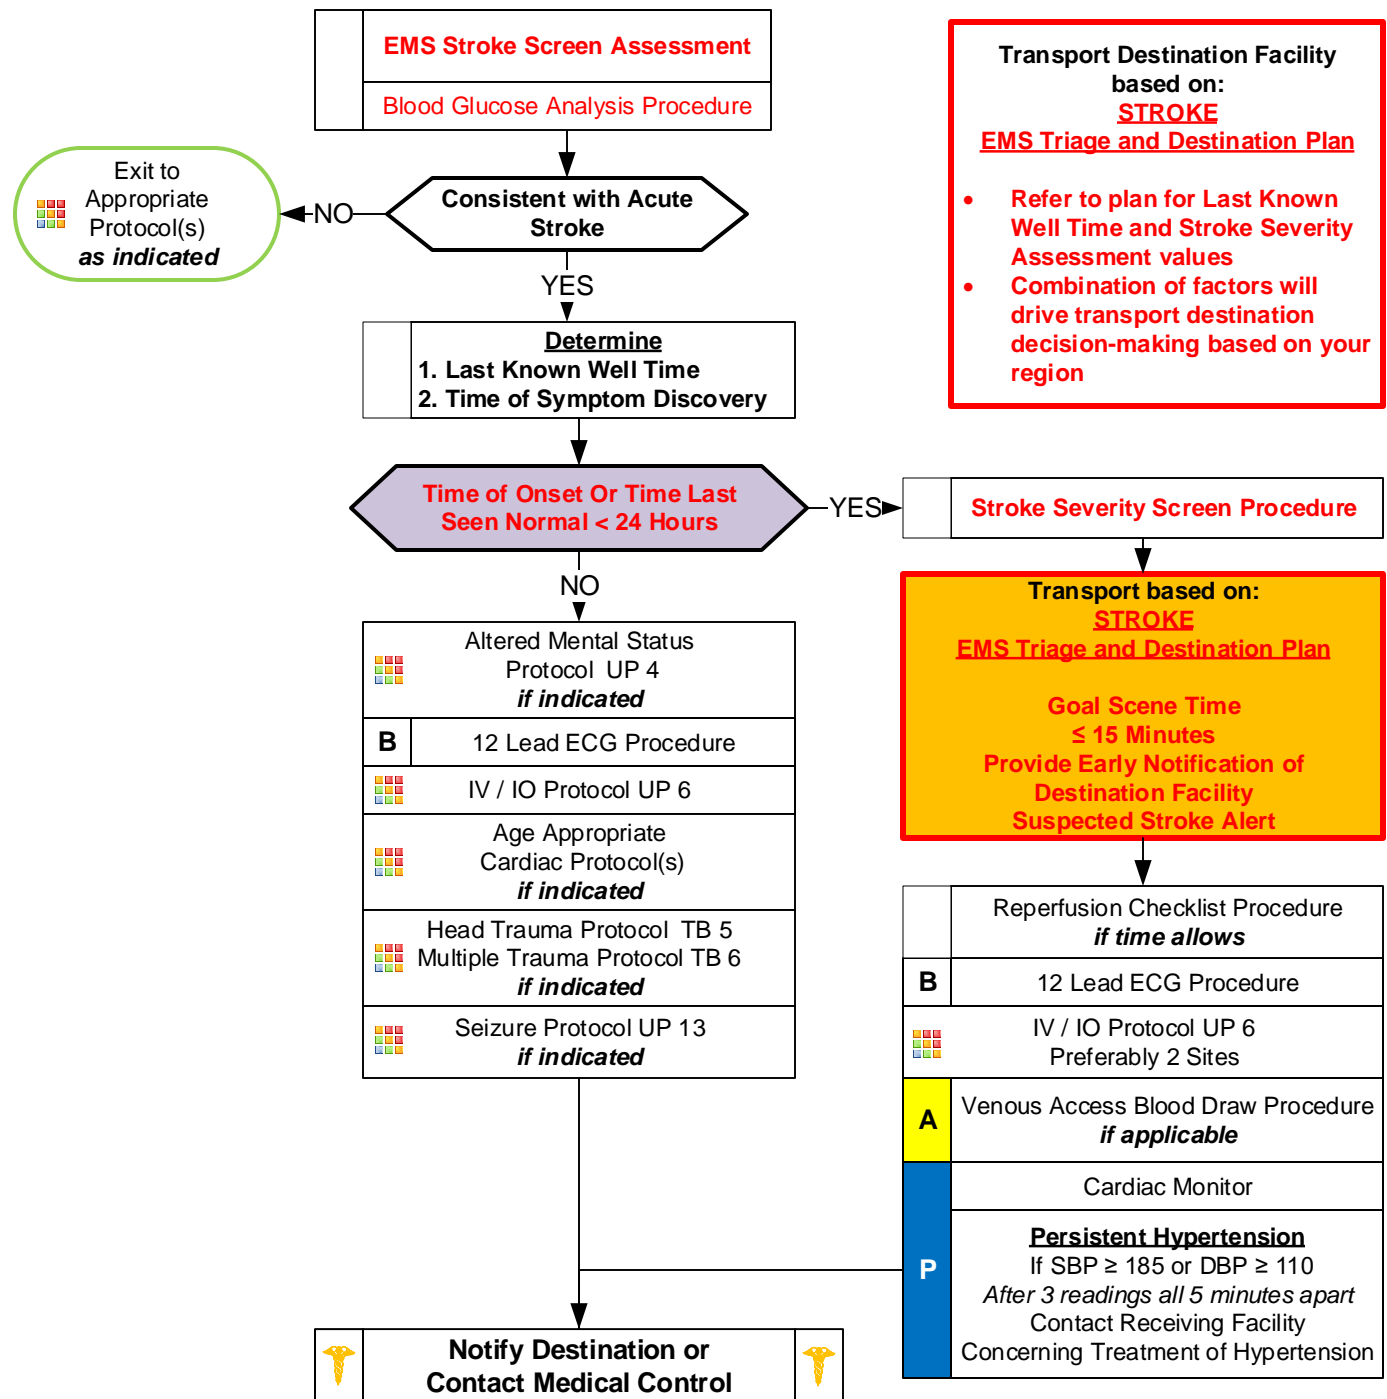 EMS Stroke Screen Assessment
Blood Glucose Analysis Procedure
Transport Destination Facility
based on:
STROKE
EMS Triage and Destination Plan
• Refer to plan for Last Known
Well Time and Stroke Severity
Assessment values
• Combination of factors will
drive transport destination
decision-making based on your
region
Exit to
Appropriate
Protocol(s)
as indicated
NO
Consistent with Acute
Stroke
YES
Determine
1. Last Known Well Time
2. Time of Symptom Discovery
Time of Onset Or Time Last
Seen Normal < 24 Hours
YES
Stroke Severity Screen Procedure
NO
Altered Mental Status
Protocol UP 4
if indicated
B 12 Lead ECG Procedure
IV / IO Protocol UP 6
Age Appropriate
Cardiac Protocol(s)
if indicated
Head Trauma Protocol TB 5
Multiple Trauma Protocol TB 6
if indicated
Seizure Protocol UP 13
if indicated
Transport based on:
STROKE
EMS Triage and Destination Plan
Goal Scene Time
≤ 15 Minutes
Provide Early Notification of
Destination Facility
Suspected Stroke Alert
Reperfusion Checklist Procedure
if time allows
B 12 Lead ECG Procedure
IV / IO Protocol UP 6
Preferably 2 Sites
A Venous Access Blood Draw Procedure
if applicable
P
Cardiac Monitor
Persistent Hypertension
If SBP ≥ 185 or DBP ≥ 110
After 3 readings all 5 minutes apart
Contact Receiving Facility
Concerning Treatment of Hypertension
Notify Destination or
Contact Medical Control